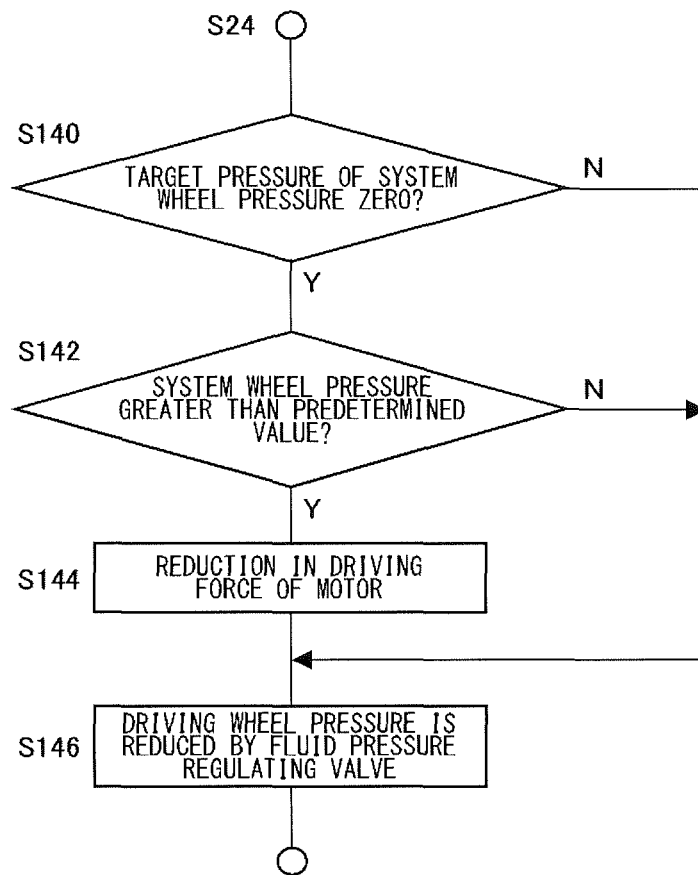 S24
S140
TARGET PRESSURE OF SYSTEM
WHEEL PRESSURE ZERO?
N
Y
S142
SYSTEM WHEEL PRESSURE
GREATER THAN PREDETERMINED
VALUE?
N
Y
S144
REDUCTION IN DRIVING
FORCE OF MOTOR
S146
DRIVING WHEEL PRESSURE IS
REDUCED BY FLUID PRESSURE
REGULATING VALVE